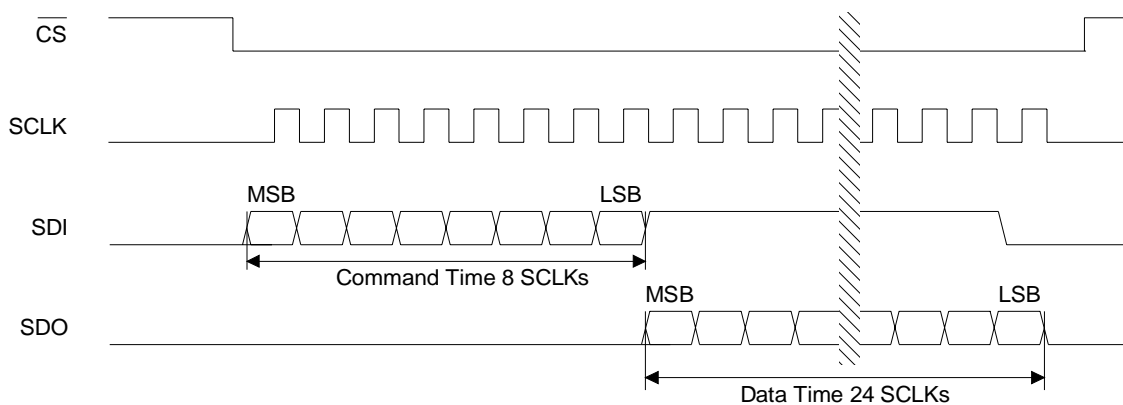 CS
SCLK
MSB LSB
SDI
Command Time 8 SCLKs
MSB LSB
SDO
Data Time 24 SCLKs